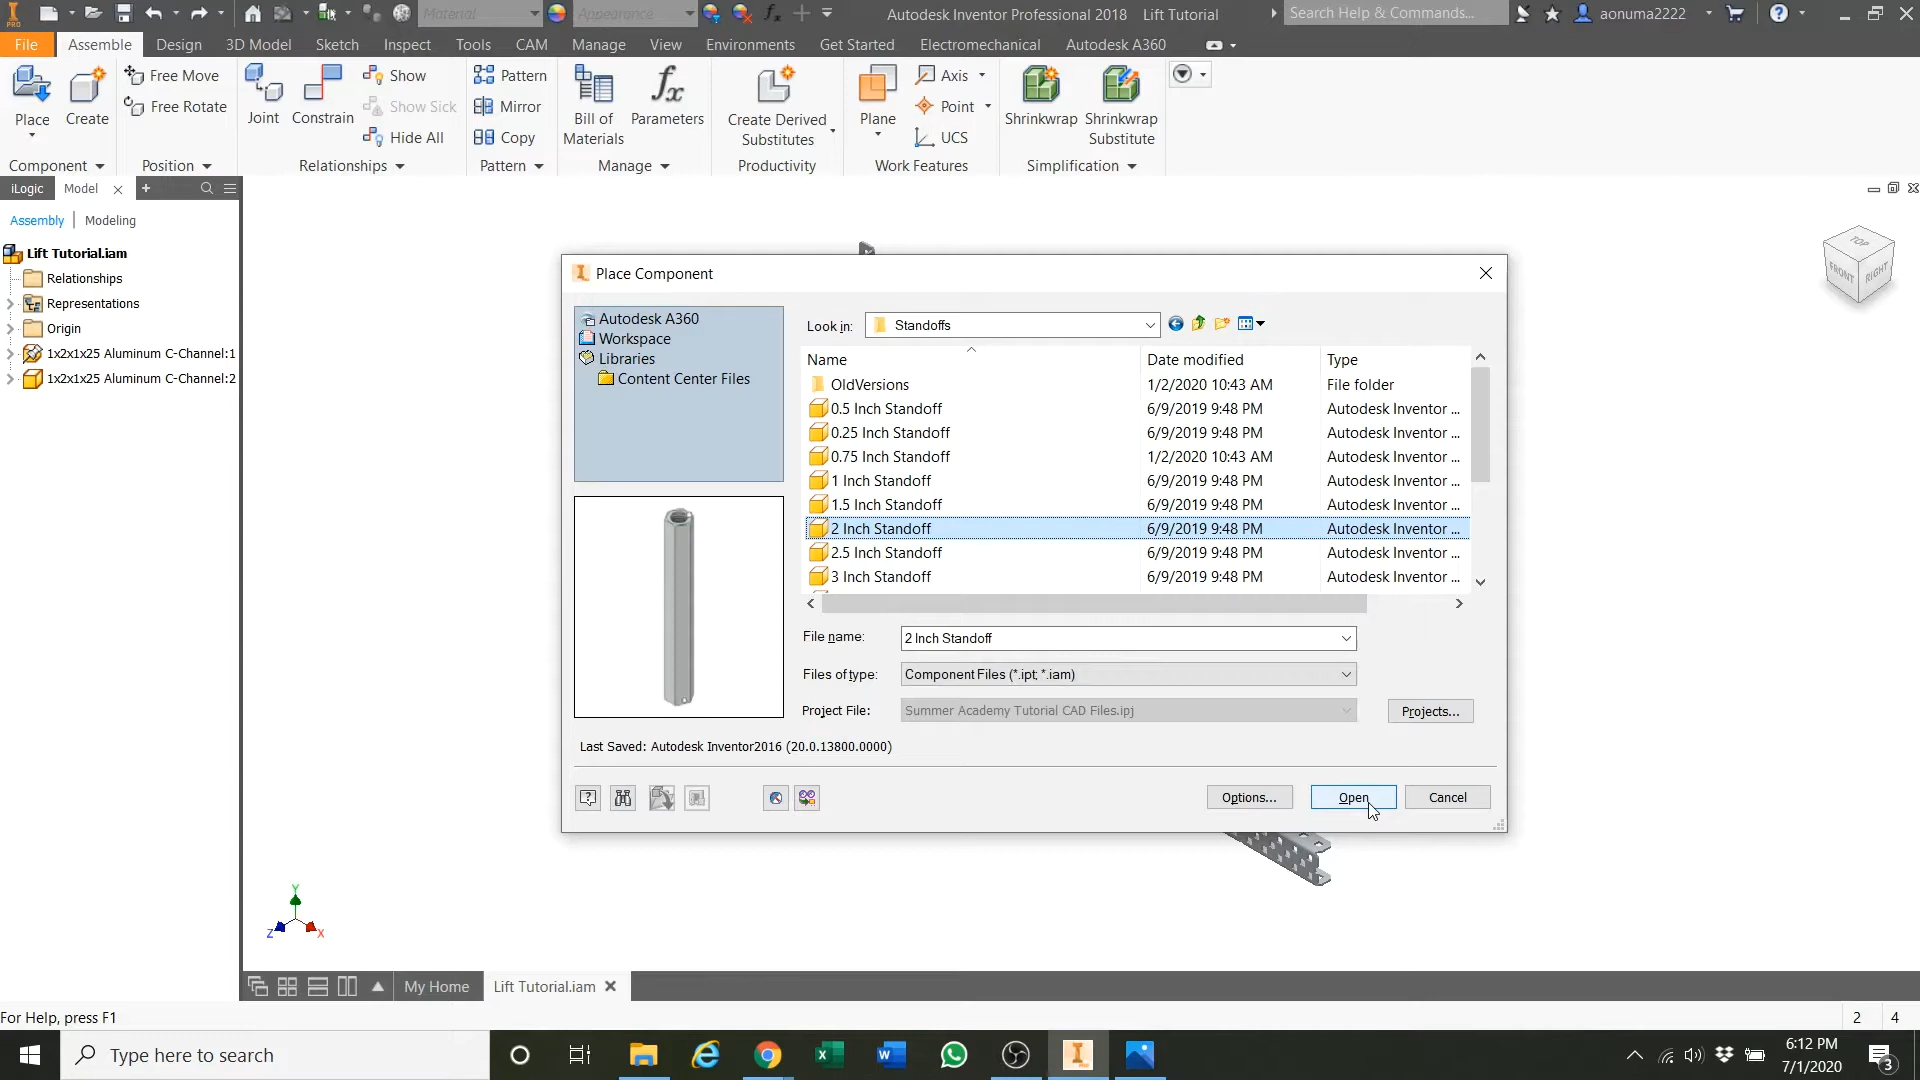 PRO
Material
Appearance
Autodesk Inventor Professional 2018 Lift Tutorial
Search Help & Commands...
aonuma2222
File Assemble Design 3D Model Sketch Inspect Tools CAM Manage View Environments Get Started Electromechanical Autodesk A360
Place
Create
Free Move
Free Rotate
Joint
Constrain
Show
Show Sick
Hide All
Pattern
Mirror
Copy
Bill of
Materials
Parameters
Create Derived
Substitutes
Plane
Axis
Point
UCS
Shrinkwrap
Shrinkwrap
Substitute
Component Position Relationships Pattern Manage Productivity Work Features Simplification
iLogic Model
Assembly Modeling
Lift Tutorial.iam
Relationships
Representations
Origin
1x2x1x25 Aluminum C-Channel:1
1x2x1x25 Aluminum C-Channel:2
TOP
FRONT RIGHT
Place Component
Autodesk A360
Workspace
Libraries
Content Center Files
Look in: Standoffs
Name Date modified Type
OldVersions 1/2/2020 10:43 AM File folder
0.5 Inch Standoff 6/9/2019 9:48 PM Autodesk Inventor ...
0.25 Inch Standoff 6/9/2019 9:48 PM Autodesk Inventor ...
0.75 Inch Standoff 1/2/2020 10:43 AM Autodesk Inventor ...
1 Inch Standoff 6/9/2019 9:48 PM Autodesk Inventor ...
1.5 Inch Standoff 6/9/2019 9:48 PM Autodesk Inventor ...
2 Inch Standoff 6/9/2019 9:48 PM Autodesk Inventor ...
2.5 Inch Standoff 6/9/2019 9:48 PM Autodesk Inventor ...
3 Inch Standoff 6/9/2019 9:48 PM Autodesk Inventor ...
File name: 2 Inch Standoff
Files of type: Component Files (*.ipt; *.iam)
Project File: Summer Academy Tutorial CAD Files.ipj
Projects...
Last Saved: Autodesk Inventor2016 (20.0.13800.0000)
Options... Open Cancel
Y
Z X
My Home Lift Tutorial.iam
For Help, press F1
2 4
Type here to search
6:12 PM
7/1/2020
3